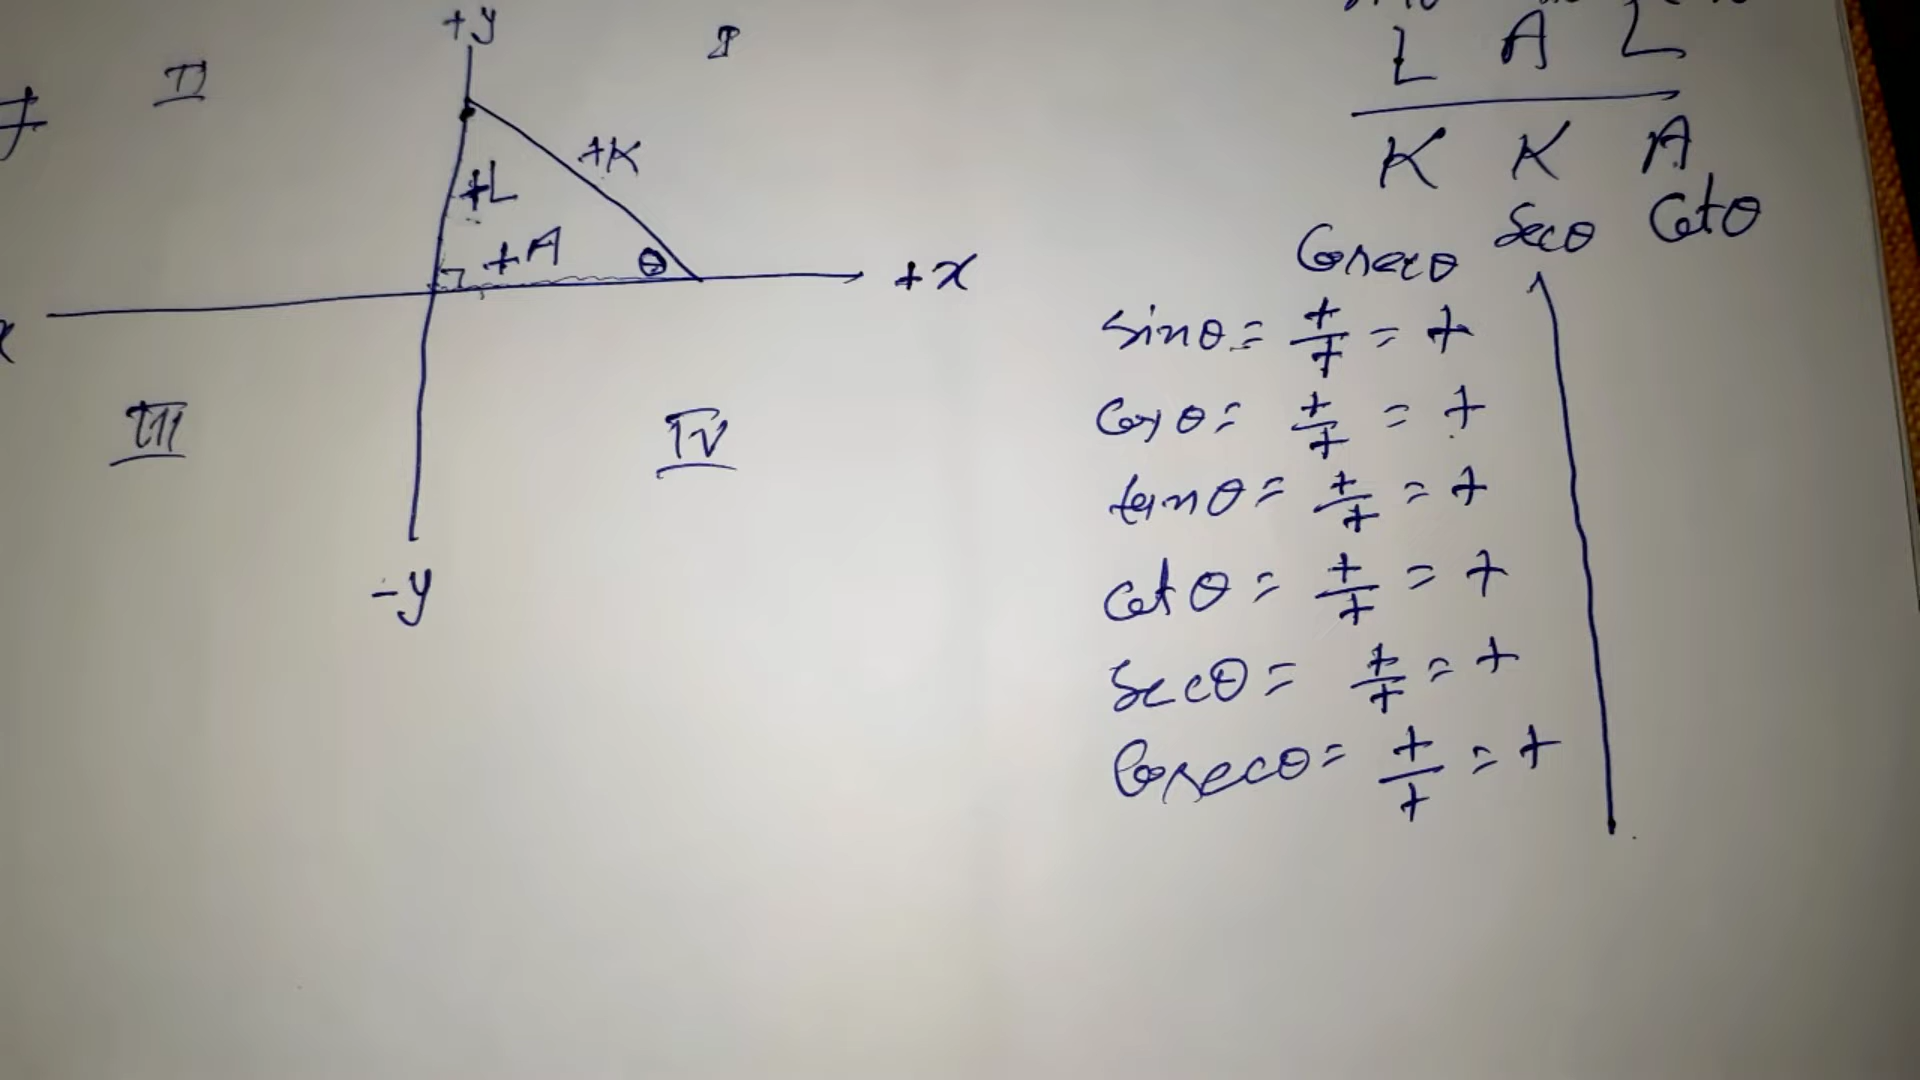 +y
I
II
+K
+L
+A
θ
+x
x
III
IV
-y
L A L
K K A
Cosecθ Secθ Cotθ
Sinθ = +/+ = +
Cosθ = +/+ = +
tanθ = +/+ = +
Cotθ = +/+ = +
Secθ = +/+ = +
Cosecθ = +/+ = +